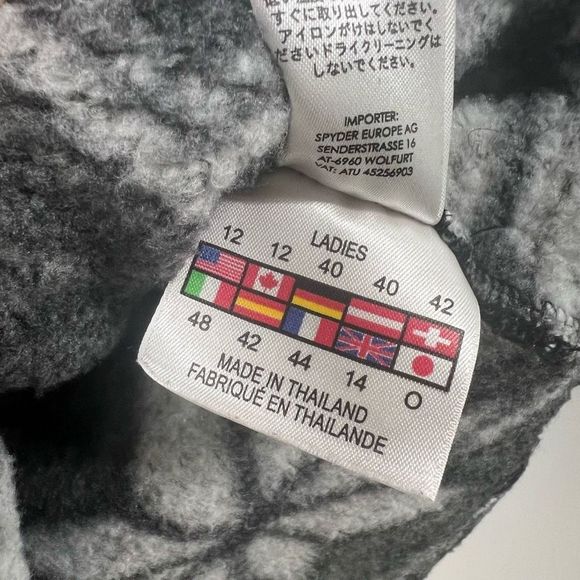 すぐに取り出してください。
アイロンがけはしないでく
ださい ドライクリーニングは
しないでください。
IMPORTER:
SPYDER EUROPE AG
SENDERSTRASSE 16
AT-6960 WOLFURT
VAT: ATU 45256903
LADIES
12 12 40 40 42
48 42 44 14 O
MADE IN THAILAND
FABRIQUÉ EN THAÏLANDE